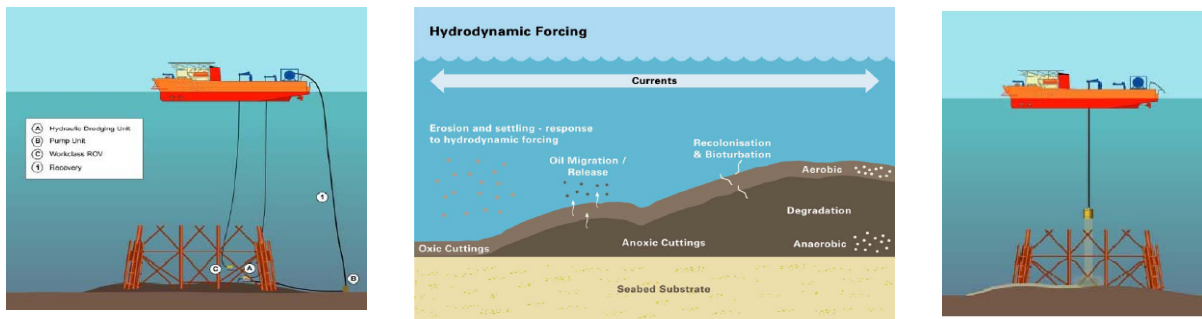 A Hydraulic Dredging Unit
B Pump Unit
C Workclass ROV
1 Recovery
1
C
A
B
Hydrodynamic Forcing
Currents
Erosion and settling - response
to hydrodynamic forcing
Oil Migration /
Release
Recolonisation
& Bioturbation
Aerobic
Degradation
Oxic Cuttings
Anoxic Cuttings
Anaerobic
Seabed Substrate